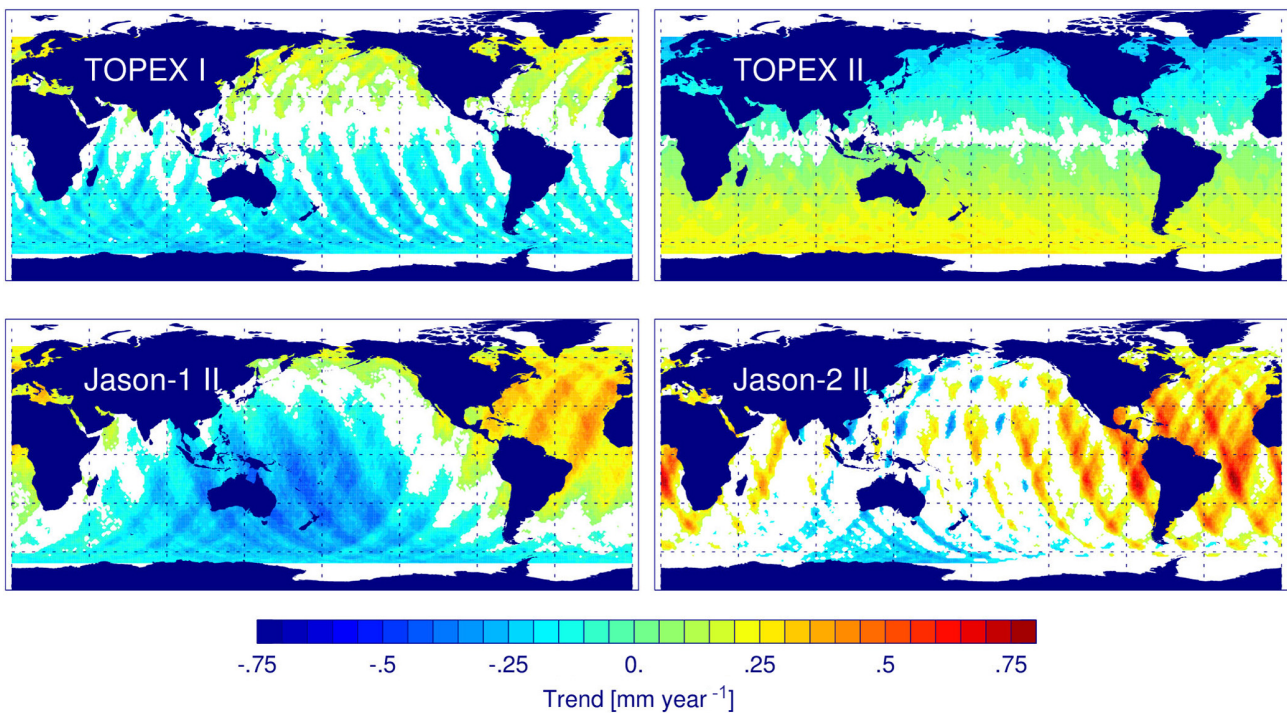 TOPEX I
TOPEX II
Jason-1 II
Jason-2 II
-.75 -.5 -.25 0. .25 .5 .75
Trend [mm year -1]